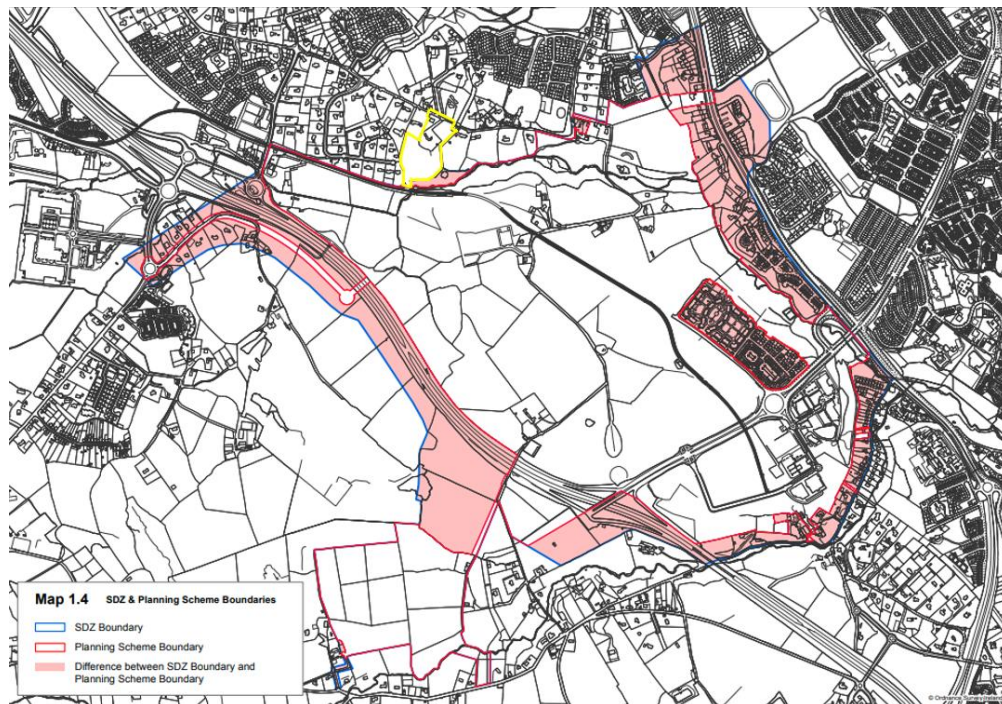 Map 1.4 SDZ & Planning Scheme Boundaries
SDZ Boundary
Planning Scheme Boundary
Difference between SDZ Boundary and
Planning Scheme Boundary
© Ordnance Survey Ireland